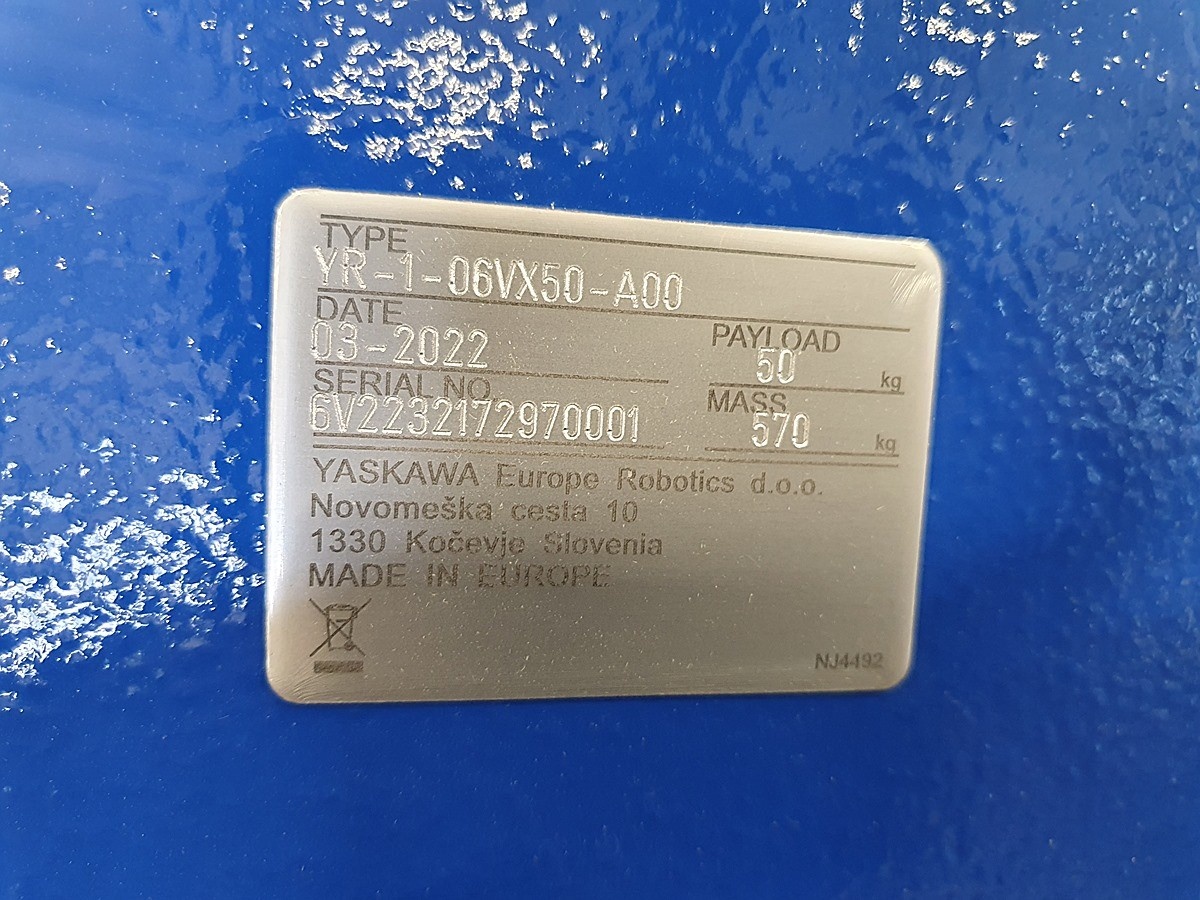 TYPE
YR-1-06VX50-A00
DATE
03-2022
PAYLOAD
50 kg
SERIAL NO.
6V2232172970001
MASS
570 kg
YASKAWA Europe Robotics d.o.o.
Novomeška cesta 10
1330 Kočevje Slovenia
MADE IN EUROPE
NJ4492